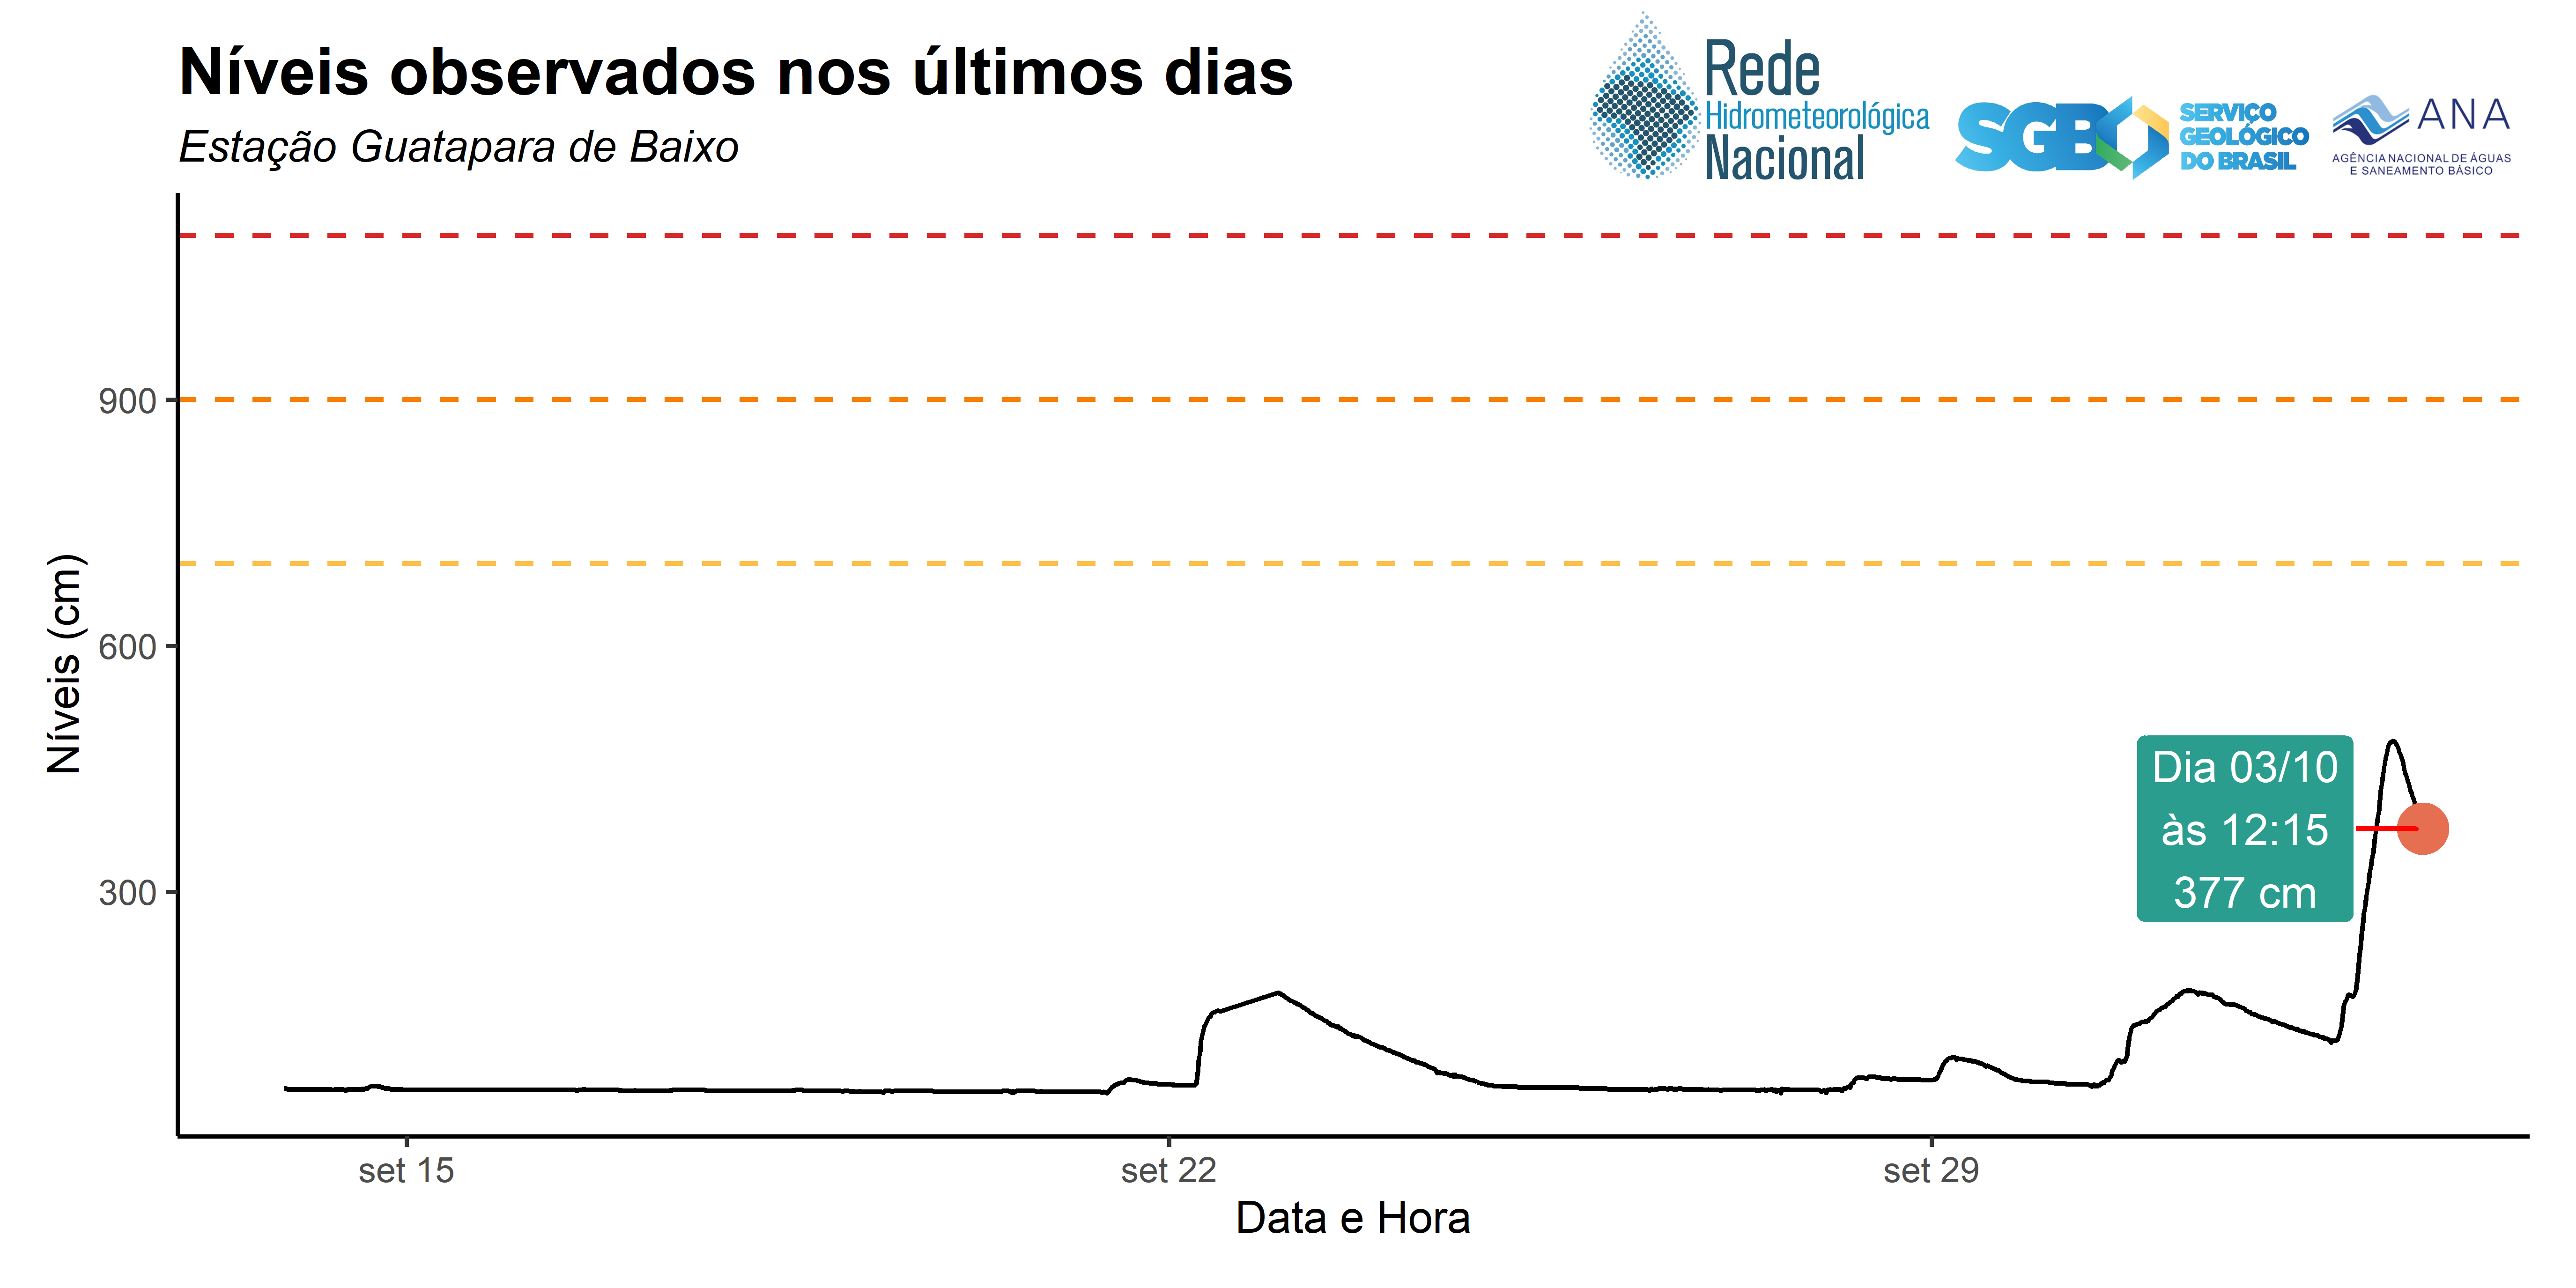 Níveis observados nos últimos dias
Estação Guatapara de Baixo
Rede
Hidrometeorológica
Nacional
SGB
SERVIÇO
GEOLÓGICO
DO BRASIL
ANA
AGÊNCIA NACIONAL DE ÁGUAS
E SANEAMENTO BÁSICO
Níveis (cm)
900
600
300
Dia 03/10
às 12:15
377 cm
set 15
set 22
set 29
Data e Hora